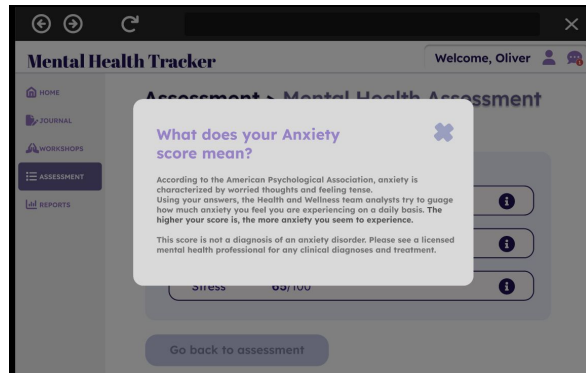 Mental Health Tracker
Welcome, Oliver
HOME
JOURNAL
WORKSHOPS
ASSESSMENT
REPORTS
Assessment > Mental Health Assessment
What does your Anxiety
score mean?
According to the American Psychological Association, anxiety is
characterized by worried thoughts and feeling tense.
Using your answers, the Health and Wellness team analysts try to guage
how much anxiety you feel you are experiencing on a daily basis. The
higher your score is, the more anxiety you seem to experience.
This score is not a diagnosis of an anxiety disorder. Please see a licensed
mental health professional for any clinical diagnoses and treatment.
Stress 65/100
Go back to assessment